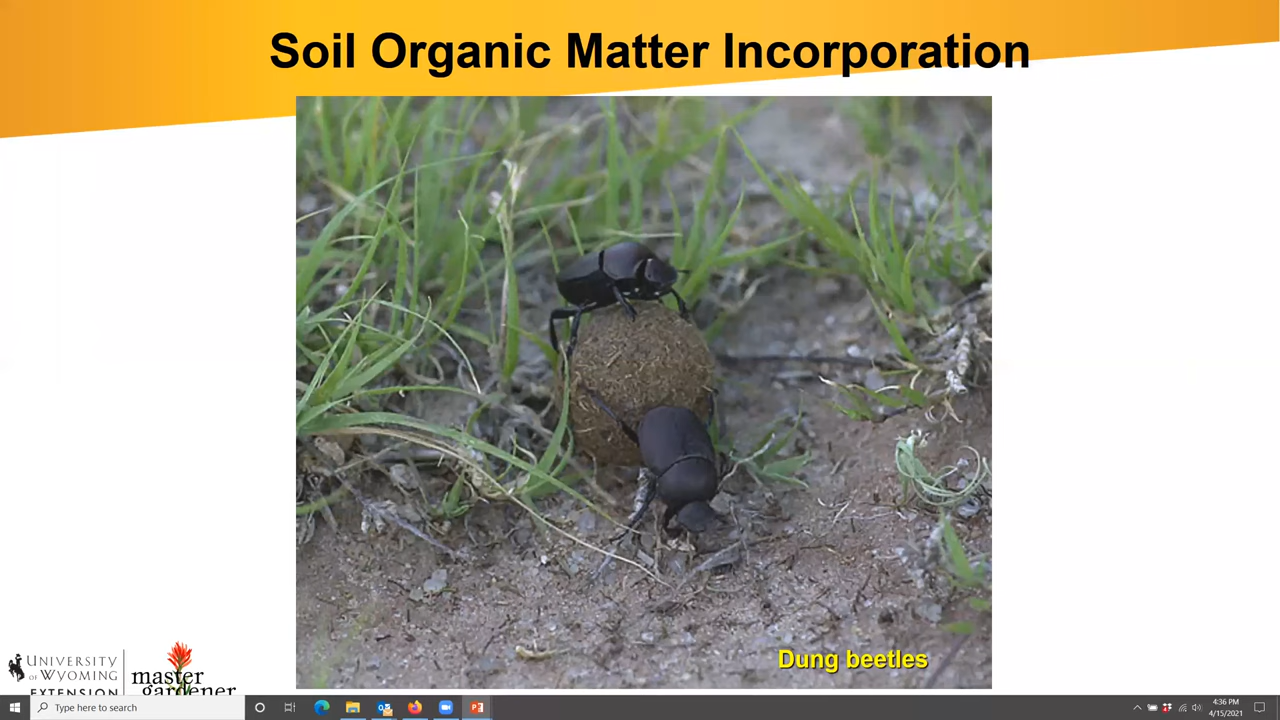 Soil Organic Matter Incorporation
Dung beetles
UNIVERSITY
OF WYOMING
EXTENSION
master
gardener
Type here to search
4:36 PM
4/15/2021